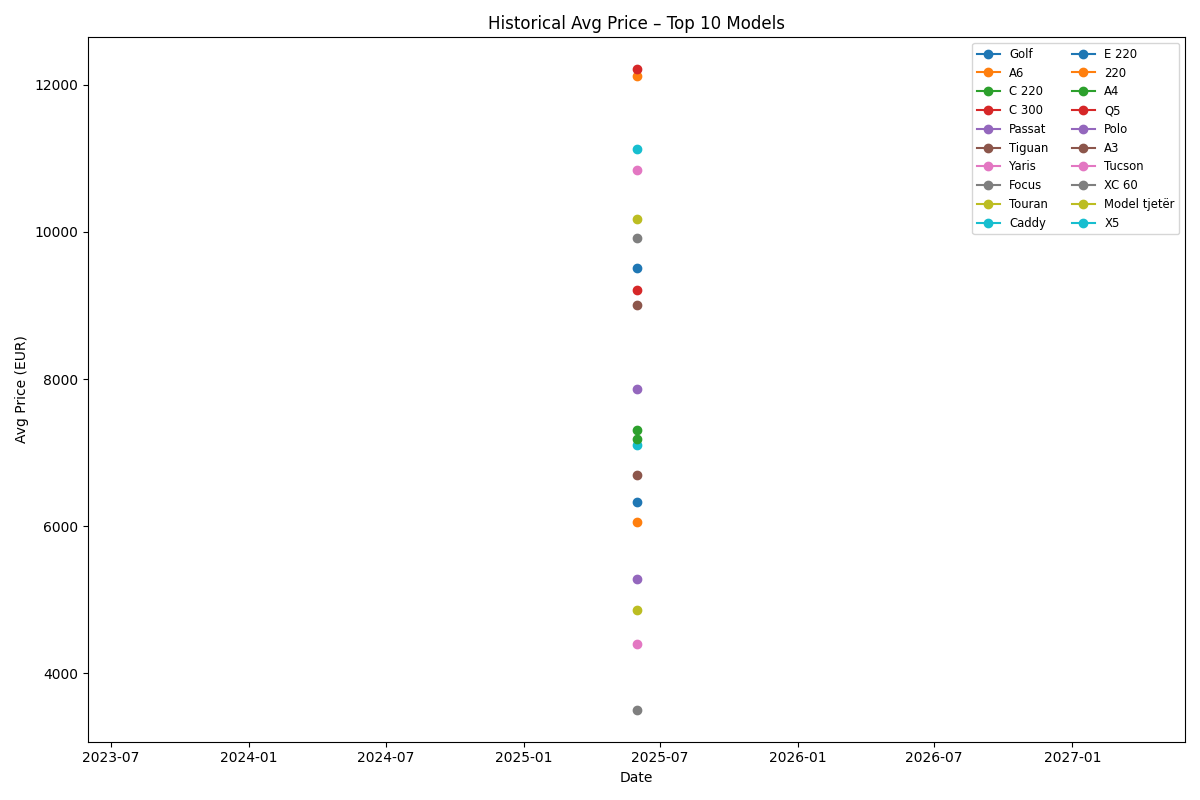 Historical Avg Price – Top 10 Models
Avg Price (EUR)
12000
10000
8000
6000
4000
Golf
A6
C 220
C 300
Passat
Tiguan
Yaris
Focus
Touran
Caddy
E 220
220
A4
Q5
Polo
A3
Tucson
XC 60
Model tjetër
X5
2023-07
2024-01
2024-07
2025-01
2025-07
2026-01
2026-07
2027-01
Date